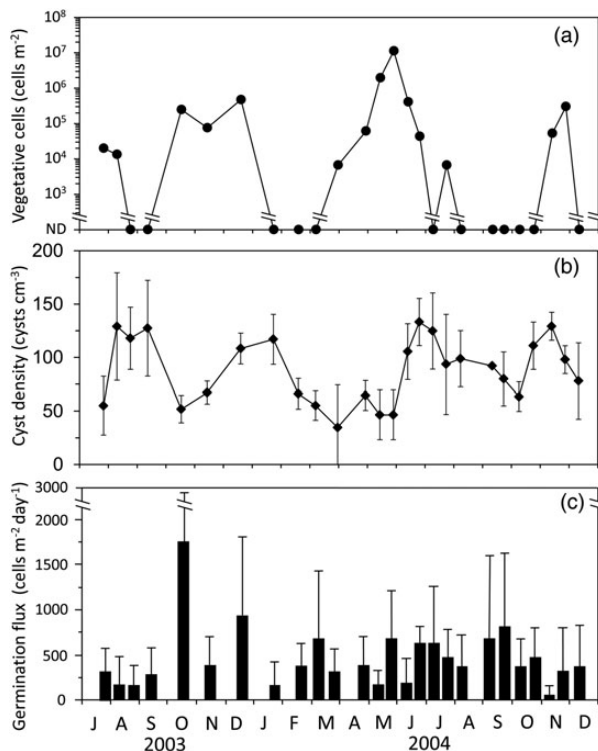 10⁸
10⁷
10⁶
10⁵
10⁴
10³
ND
Vegetative cells (cells m⁻²)
(a)
200
150
100
50
0
Cyst density (cysts cm⁻³)
(b)
3000
2000
1500
1000
500
0
Germination flux (cells m⁻² day⁻¹)
(c)
J A S O N D J F M A M J J A S O N D
2003 2004